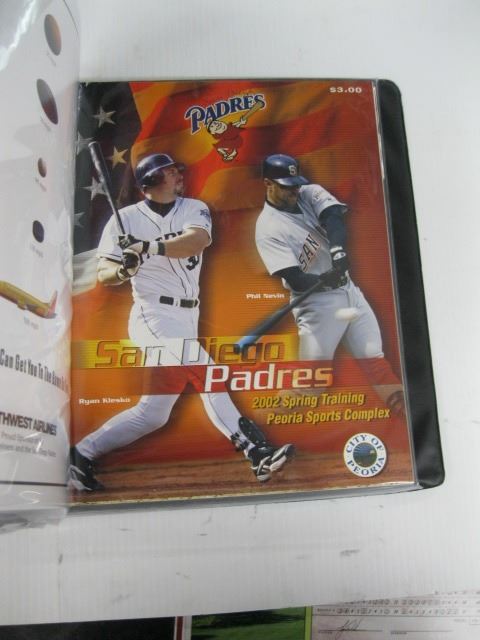 $3.00
PADRES
Phil Nevin
San Diego
Padres
Ryan Klesko
2002 Spring Training
Peoria Sports Complex
CITY OF
PEORIA
Can Get You To The
THWEST AIRLINES